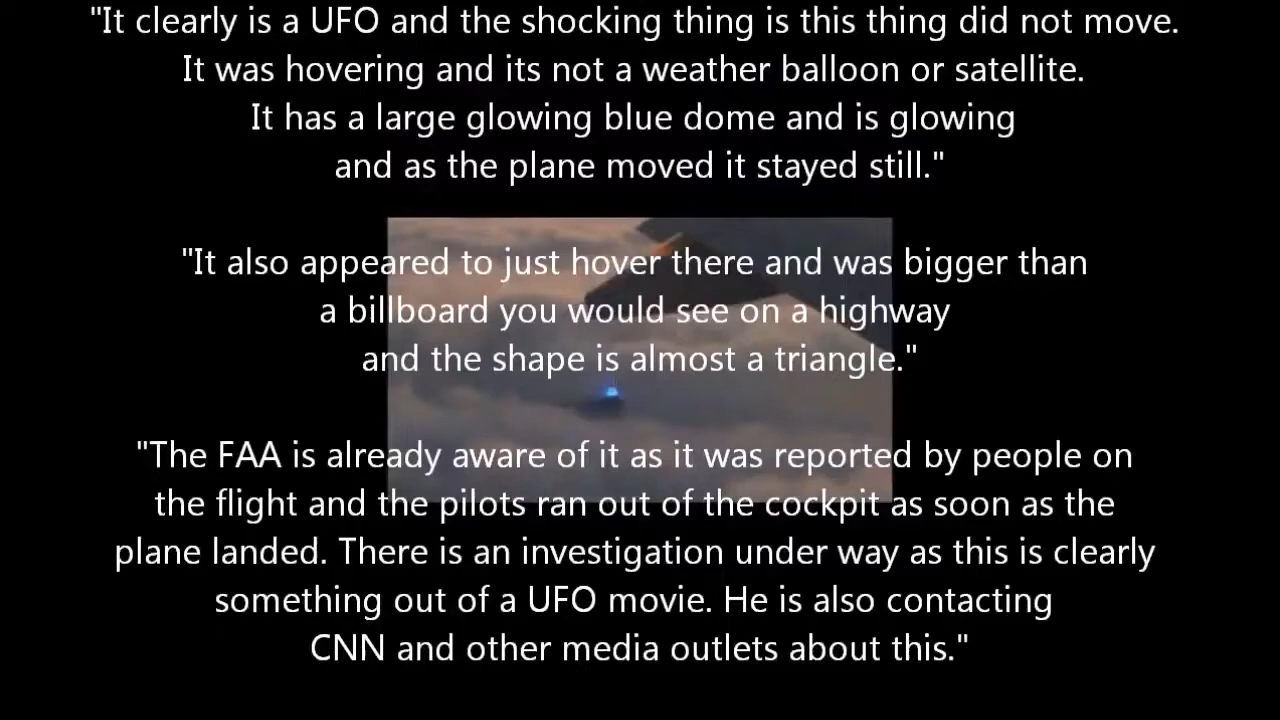 "It clearly is a UFO and the shocking thing is this thing did not move.
It was hovering and its not a weather balloon or satellite.
It has a large glowing blue dome and is glowing
and as the plane moved it stayed still."
"It also appeared to just hover there and was bigger than
a billboard you would see on a highway
and the shape is almost a triangle."
"The FAA is already aware of it as it was reported by people on
the flight and the pilots ran out of the cockpit as soon as the
plane landed. There is an investigation under way as this is clearly
something out of a UFO movie. He is also contacting
CNN and other media outlets about this."